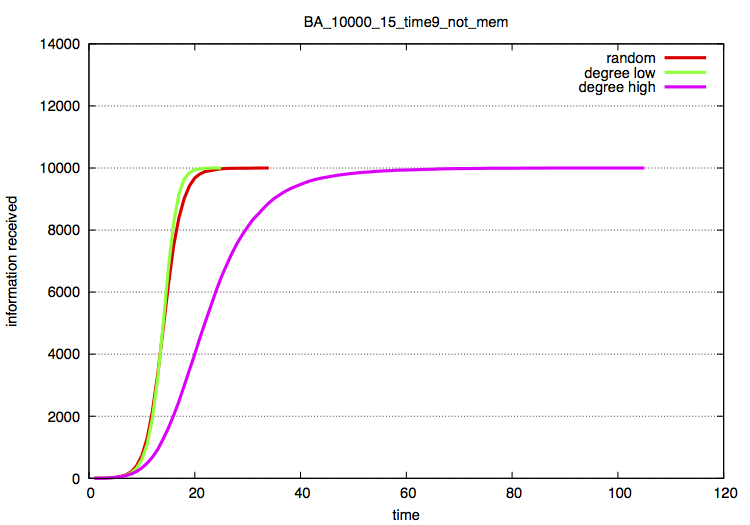 BA_10000_15_time9_not_mem
14000
12000
10000
8000
6000
4000
2000
0
random
degree low
degree high
information received
0 20 40 60 80 100 120
time